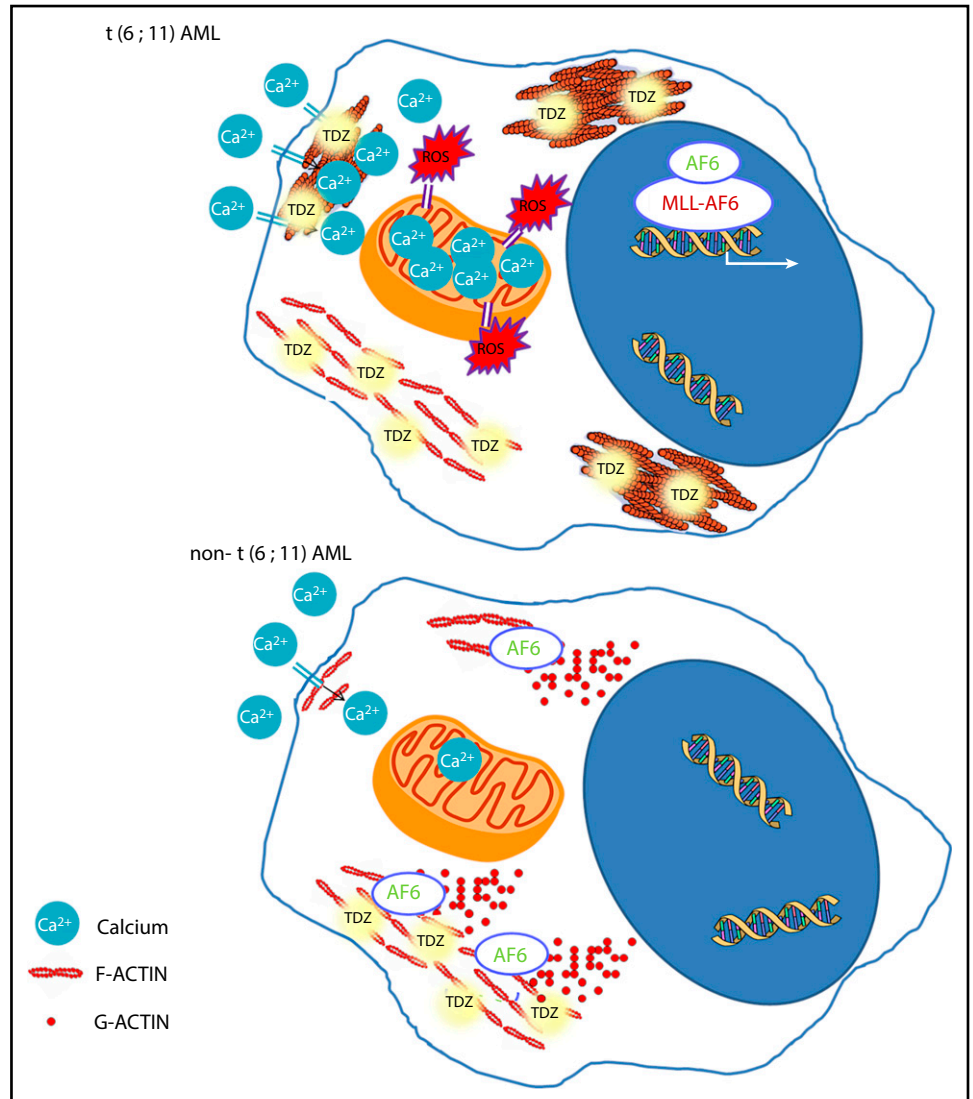 t (6 ; 11) AML
Ca²⁺
Ca²⁺
TDZ
TDZ
TDZ
Ca²⁺
Ca²⁺
ROS
Ca²⁺
AF6
Ca²⁺
TDZ
ROS
MLL-AF6
Ca²⁺
Ca²⁺
Ca²⁺
Ca²⁺
Ca²⁺
Ca²⁺
Ca²⁺
TDZ
ROS
TDZ
TDZ
TDZ
TDZ
TDZ
non- t (6 ; 11) AML
Ca²⁺
Ca²⁺
AF6
Ca²⁺
Ca²⁺
Ca²⁺
AF6
TDZ
TDZ
AF6
TDZ
TDZ
Ca²⁺ Calcium
F-ACTIN
G-ACTIN